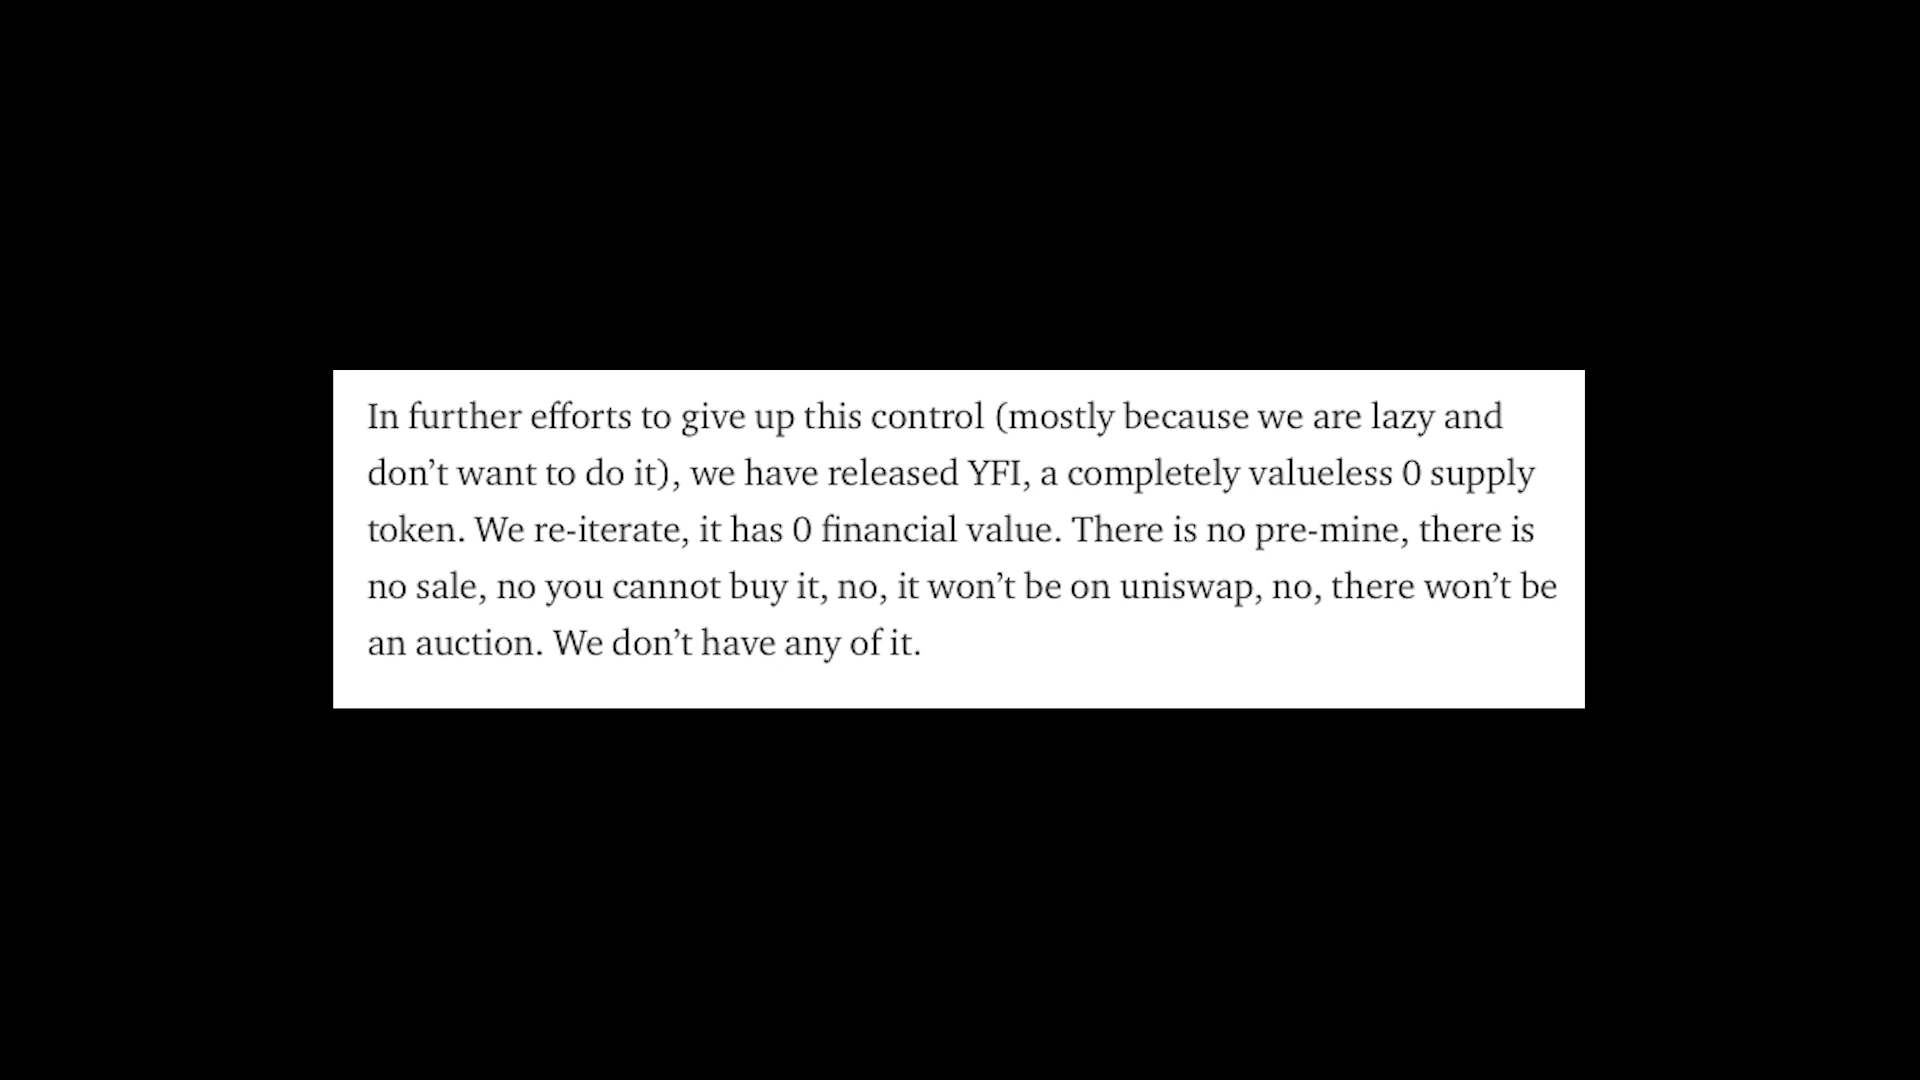 In further efforts to give up this control (mostly because we are lazy and
don’t want to do it), we have released YFI, a completely valueless 0 supply
token. We re-iterate, it has 0 financial value. There is no pre-mine, there is
no sale, no you cannot buy it, no, it won’t be on uniswap, no, there won’t be
an auction. We don’t have any of it.